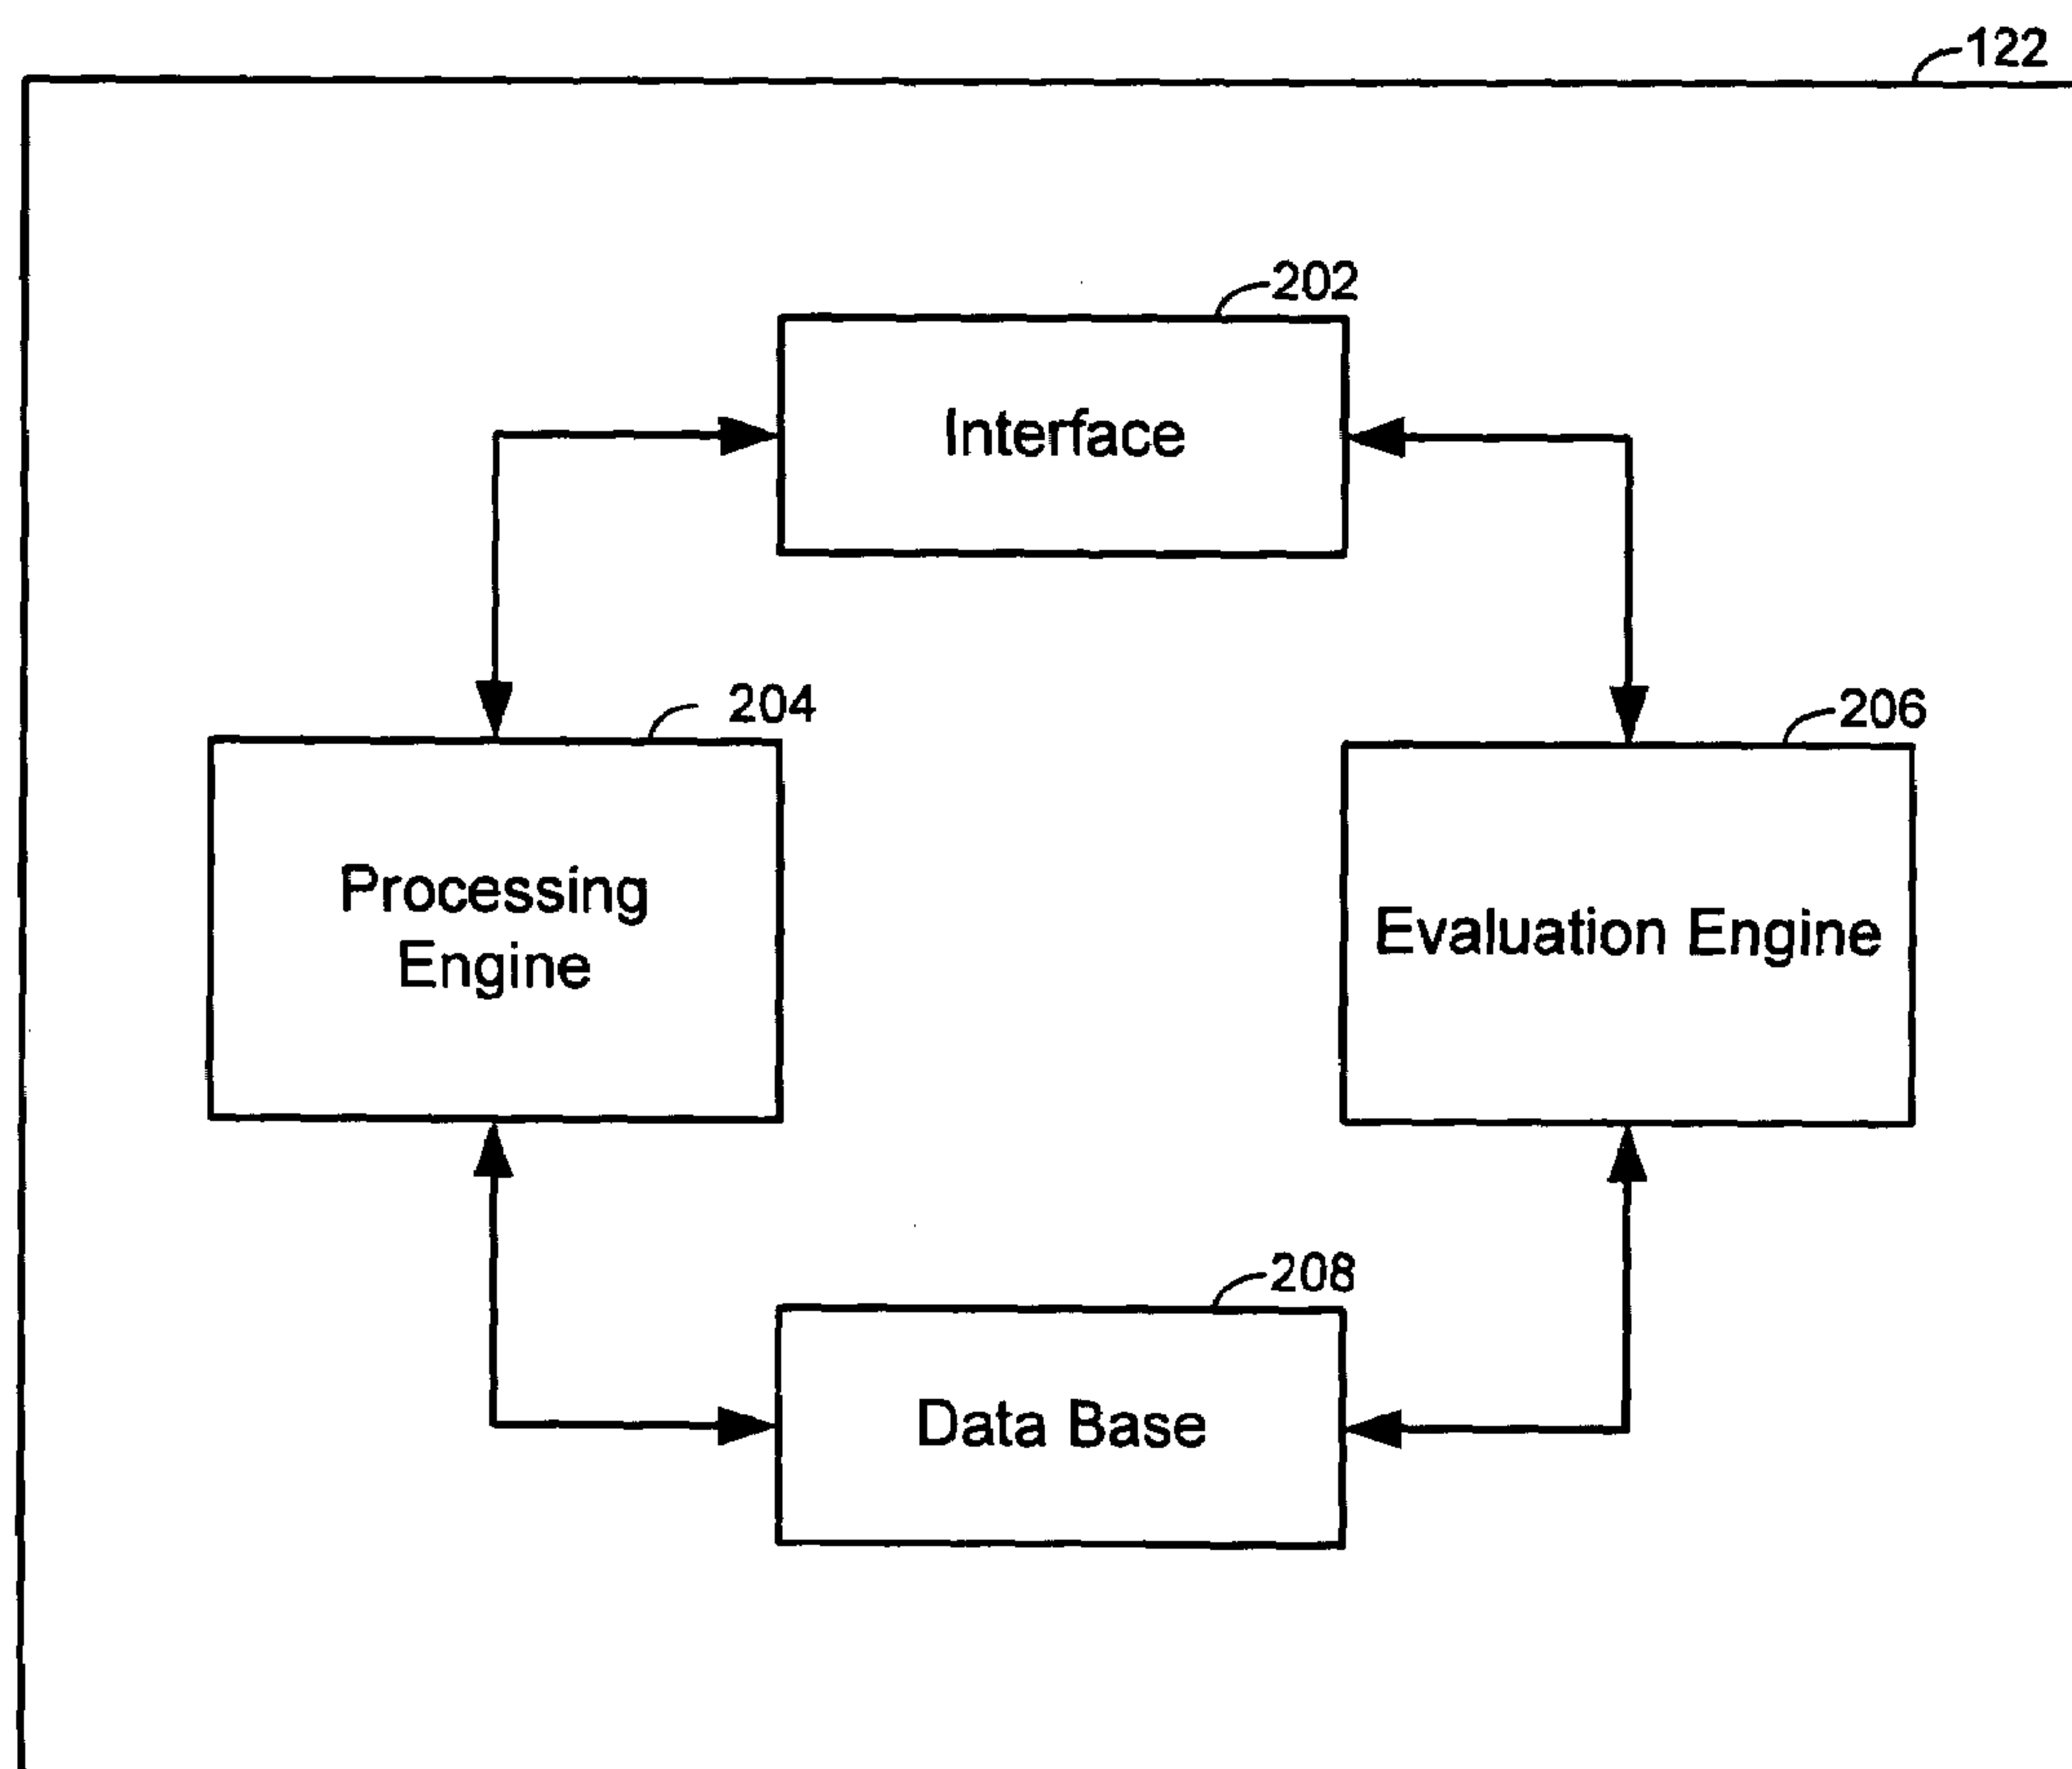 122
202
Interface
204
206
Processing
Engine
Evaluation Engine
208
Data Base